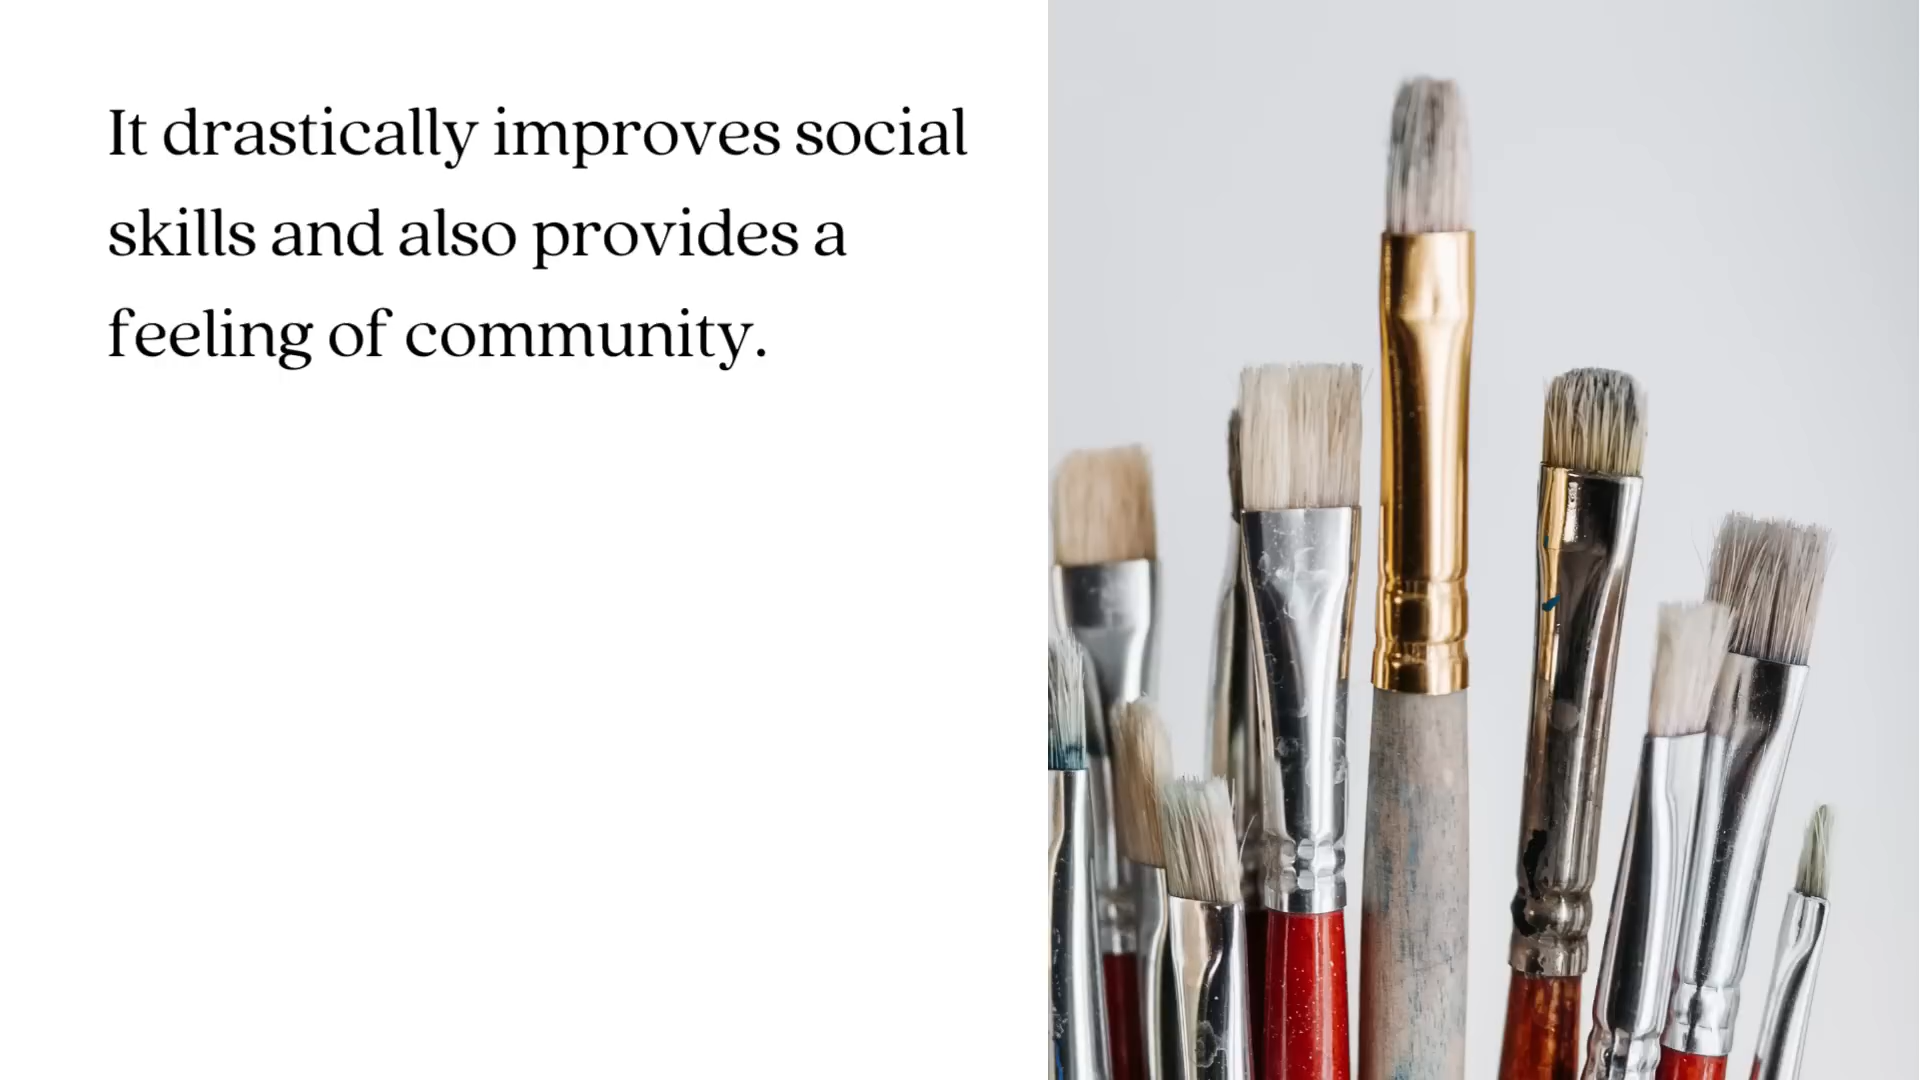 It drastically improves social
skills and also provides a
feeling of community.